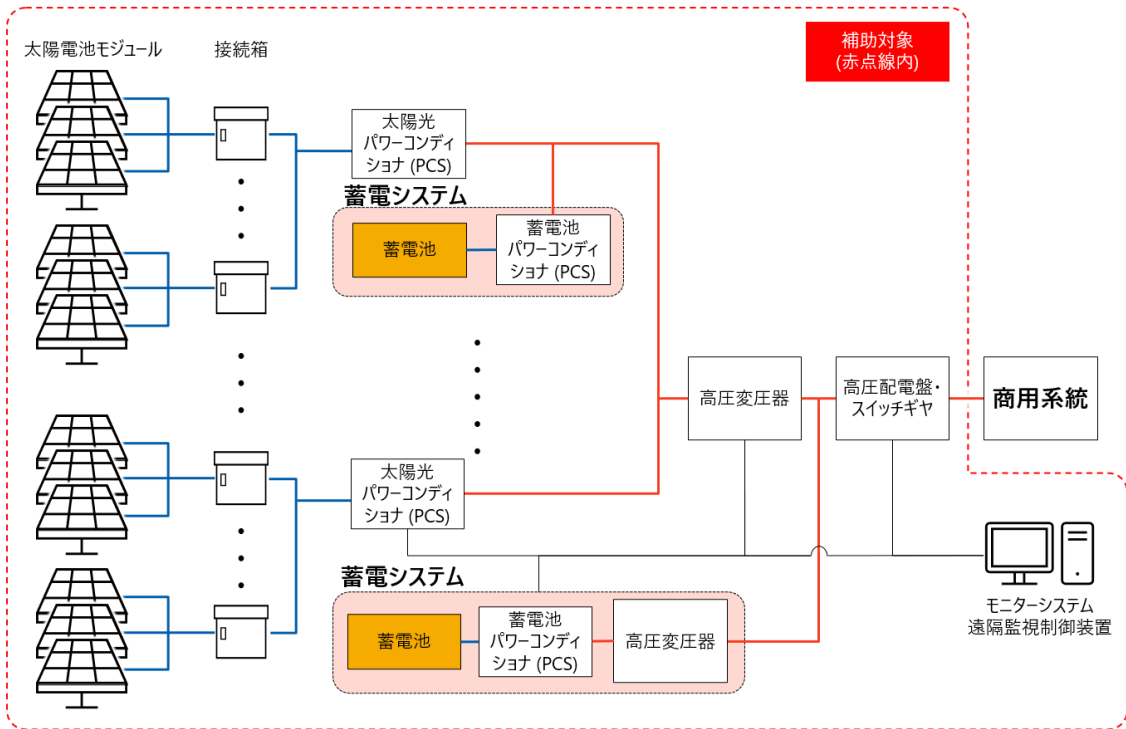 補助対象
(赤点線内)
太陽電池モジュール
接続箱
太陽光
パワーコンディ
ショナ (PCS)
蓄電システム
蓄電池
蓄電池
パワーコンディ
ショナ (PCS)
高圧変圧器
高圧配電盤・
スイッチギヤ
商用系統
太陽光
パワーコンディ
ショナ (PCS)
蓄電システム
蓄電池
蓄電池
パワーコンディ
ショナ (PCS)
高圧変圧器
モニターシステム
遠隔監視制御装置